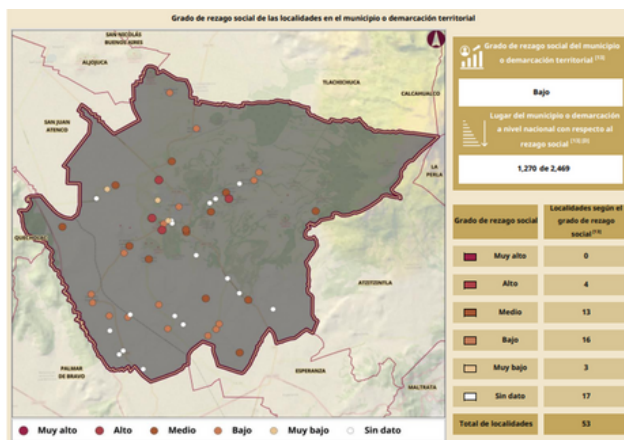 Grado de rezago social de las localidades en el municipio o demarcación territorial
SAN NICOLÁS
BUENOS AIRES
ALJOJUCA
TLACHICHUCA
CHALCHICOMULA
SAN JUAN
ATENCO
LA
PERLA
QUECHOLAC
ATZITZINTLA
PALMAR
DE BRAVO
ESPERANZA
MALTRATA
Muy alto
Alto
Medio
Bajo
Muy bajo
Sin dato
Grado de rezago social del municipio
o demarcación territorial
Bajo
Lugar del municipio o demarcación
a nivel nacional con respecto al
rezago social
1,270 de 2,469
Grado de rezago social
Localidades según el
grado de rezago
social
Muy alto 0
Alto 4
Medio 13
Bajo 16
Muy bajo 3
Sin dato 17
Total de localidades 53